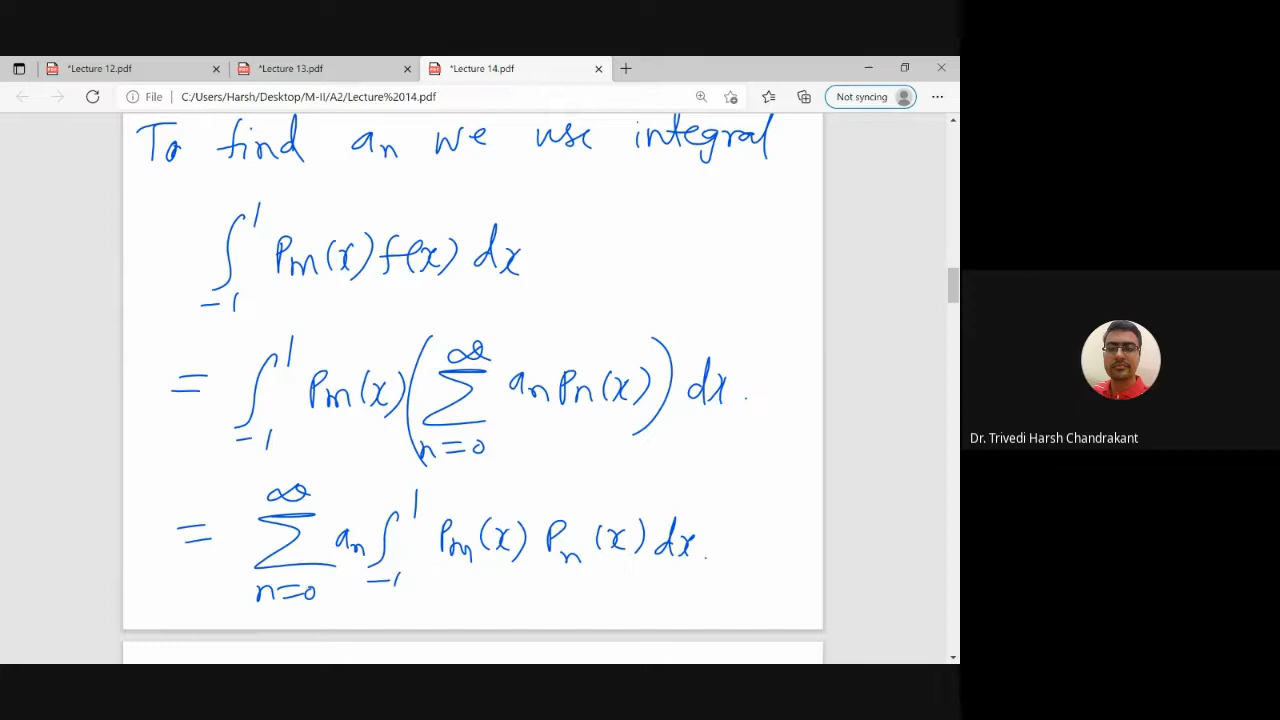 *Lecture 12.pdf
*Lecture 13.pdf
*Lecture 14.pdf
File
C:/Users/Harsh/Desktop/M-II/A2/Lecture%2014.pdf
Not syncing
To find aₙ we use integral
∫₋₁¹ Pₘ(x) f(x) dx
= ∫₋₁¹ Pₘ(x) (∑ₙ₌₀^∞ aₙ Pₙ(x)) dx.
= ∑ₙ₌₀^∞ aₙ ∫₋₁¹ Pₘ(x) Pₙ(x) dx.
Dr. Trivedi Harsh Chandrakant